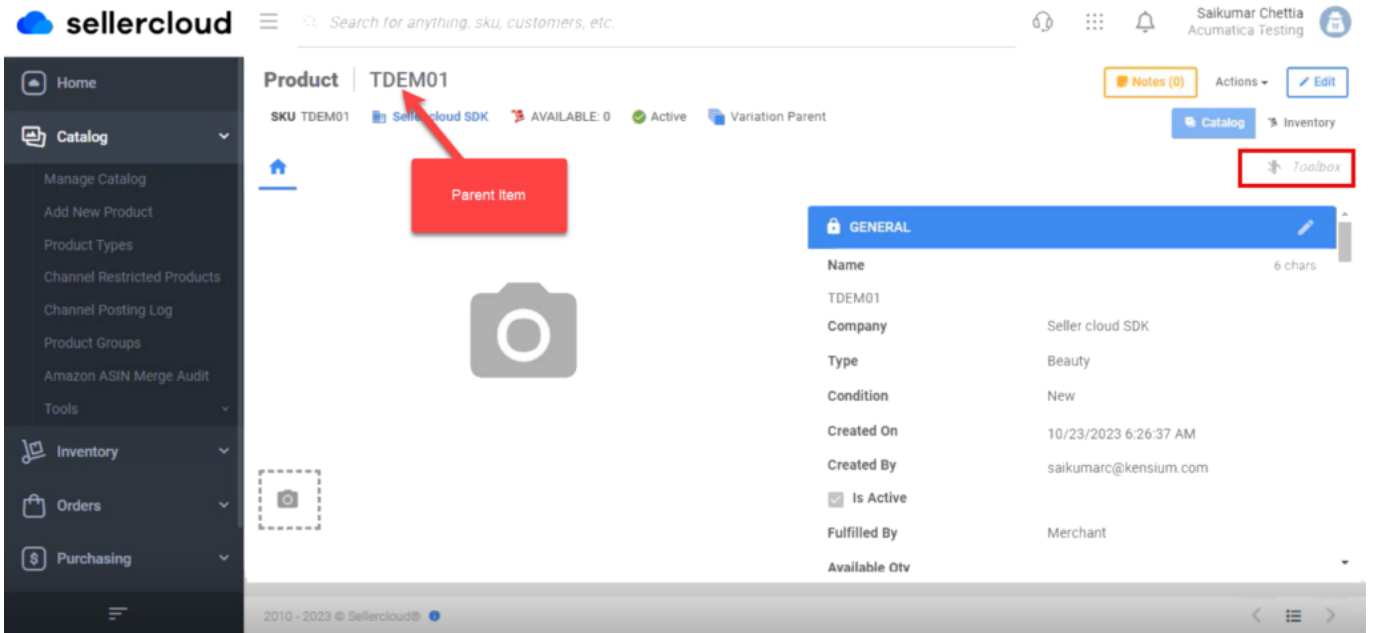 sellercloud
Search for anything, sku, customers, etc.
Saikumar Chettia
Acumatica Testing
Home
Catalog
Manage Catalog
Add New Product
Product Types
Channel Restricted Products
Channel Posting Log
Product Groups
Amazon ASIN Merge Audit
Tools
Inventory
Orders
Purchasing
Product TDEM01
Notes (0) Actions Edit
SKU TDEM01 Seller cloud SDK AVAILABLE: 0 Active Variation Parent
Catalog Inventory
Toolbox
Parent Item
GENERAL
Name 6 chars
TDEM01
Company Seller cloud SDK
Type Beauty
Condition New
Created On 10/23/2023 6:26:37 AM
Created By saikumarc@kensium.com
Is Active
Fulfilled By Merchant
Available Qty
2010 - 2023 © Sellercloud®